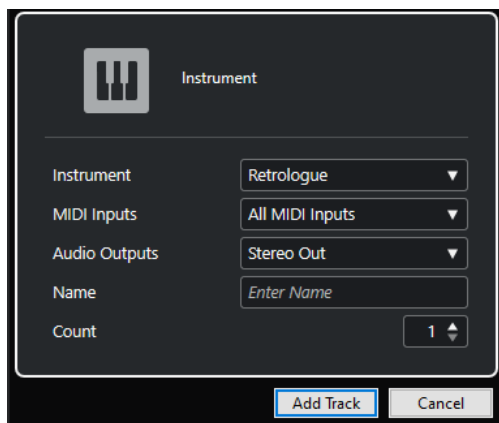 Instrument
Instrument Retrologue
MIDI Inputs All MIDI Inputs
Audio Outputs Stereo Out
Name Enter Name
Count 1
Add Track Cancel